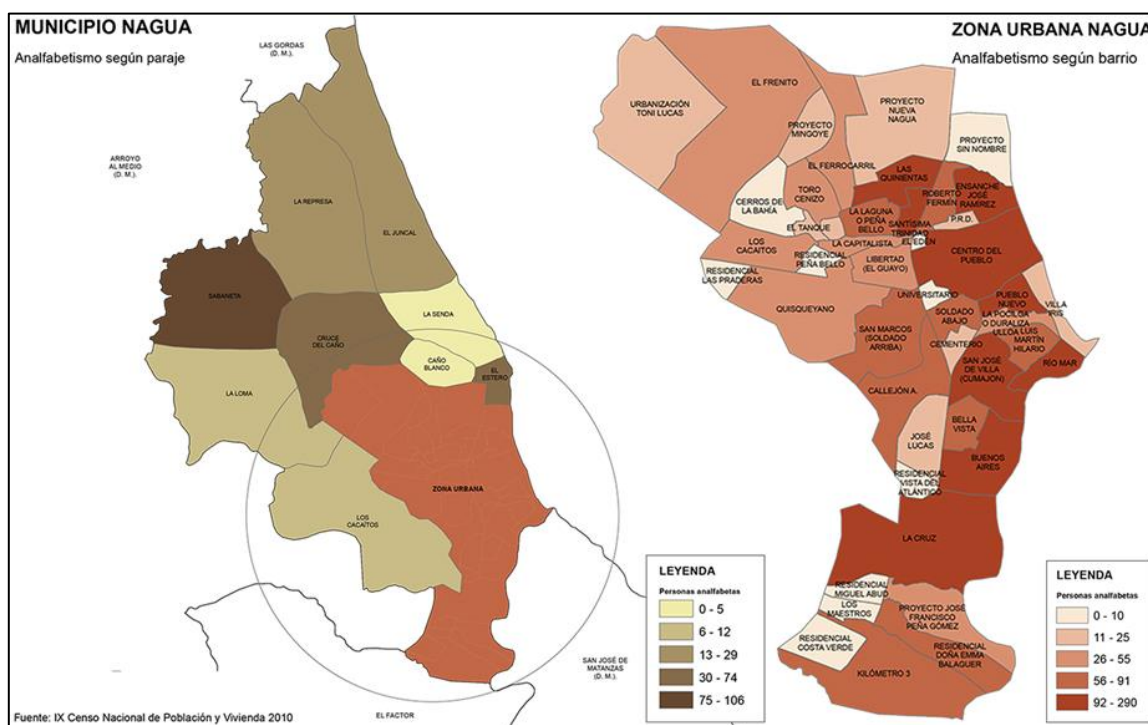 MUNICIPIO NAGUA
Analfabetismo según paraje
LAS GORDAS
(D. M.).
ARROYO
AL MEDIO
(D. M.).
LA REPRESA
EL JUNCAL
SABANETA
LA SENDA
CRUCE
DEL CAÑO
CAÑO
BLANCO
EL
ESTERO
LA LOMA
ZONA URBANA
LOS
CACAÍTOS
SAN JOSÉ DE
MATANZAS
(D. M.).
EL FACTOR
LEYENDA
Personas analfabetas
0 - 5
6 - 12
13 - 29
30 - 74
75 - 106
Fuente: IX Censo Nacional de Población y Vivienda 2010
ZONA URBANA NAGUA
Analfabetismo según barrio
EL FRENITO
URBANIZACIÓN
TONI LUCAS
PROYECTO
NUEVA
NAGUA
PROYECTO
MINGOYE
PROYECTO
SIN NOMBRE
EL FERROCARRIL
LAS
QUINIENTAS
ROBERTO
FERMÍN
ENSANCHE
JOSÉ
RAMÍREZ
CERROS DE
LA BAHÍA
TORO
CENIZO
LA LAGUNA
O PEÑA
BELLO
SANTÍSIMA
TRINIDAD
P.R.D.
EL TANQUE
EL EDÉN
LA CAPITALISTA
LOS
CACAITOS
RESIDENCIAL
PEÑA BELLO
LIBERTAD
(EL GUAYO)
CENTRO DEL
PUEBLO
RESIDENCIAL
LAS PRADERAS
QUISQUEYANO
UNIVERSITARIO
PUEBLO
NUEVO
VILLA
IRIS
SAN MARCOS
(SOLDADO
ARRIBA)
SOLDADO
ABAJO
LA POCILGA
O DURALIZA
ULLOA
LUIS
MARTÍN
HILARIO
CEMENTERIO
SAN JOSÉ
DE VILLA
(CUMAJON)
RÍO MAR
CALLEJÓN A.
BELLA
VISTA
JOSÉ
LUCAS
BUENOS
AIRES
RESIDENCIAL
VISTA DEL
ATLÁNTICO
LA CRUZ
RESIDENCIAL
MIGUEL ABUD
LOS
MAESTROS
PROYECTO JOSÉ
FRANCISCO
PEÑA GÓMEZ
RESIDENCIAL
COSTA VERDE
RESIDENCIAL
DOÑA EMMA
BALAGUER
KILÓMETRO 3
LEYENDA
Personas analfabetas
0 - 10
11 - 25
26 - 55
56 - 91
92 - 290